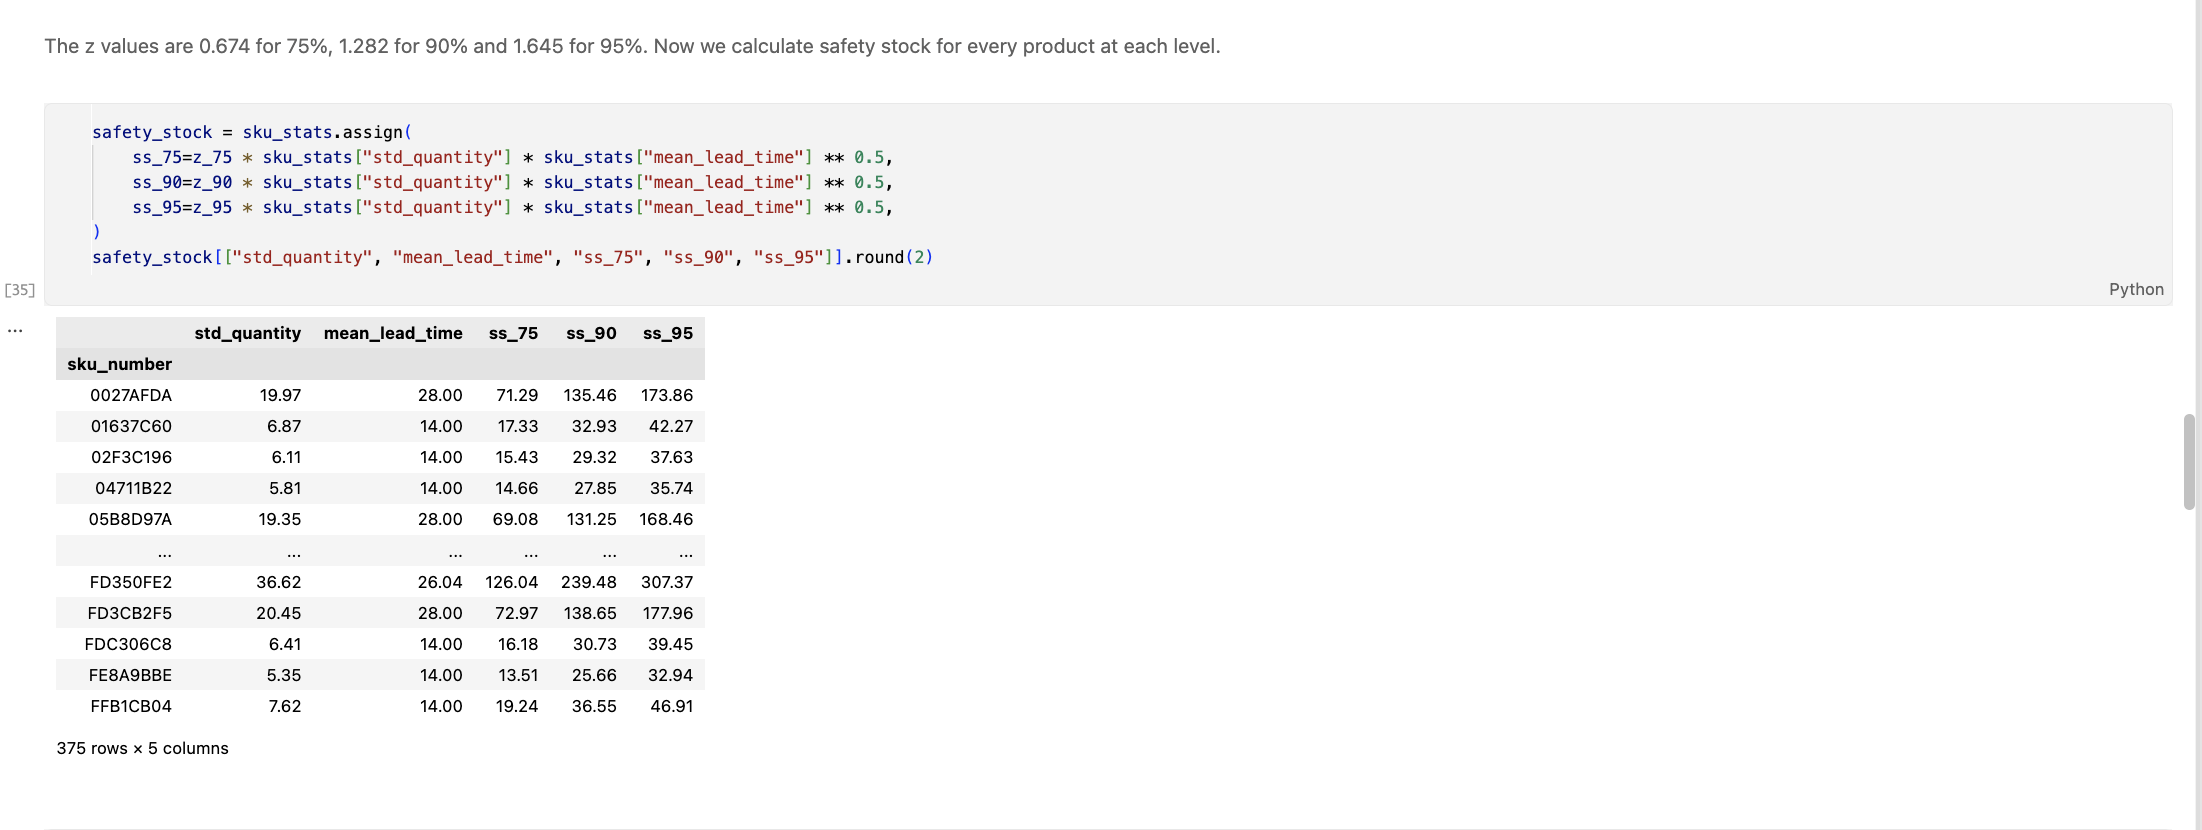 The z values are 0.674 for 75%, 1.282 for 90% and 1.645 for 95%. Now we calculate safety stock for every product at each level.
safety_stock = sku_stats.assign(
    ss_75=z_75 * sku_stats["std_quantity"] * sku_stats["mean_lead_time"] ** 0.5,
    ss_90=z_90 * sku_stats["std_quantity"] * sku_stats["mean_lead_time"] ** 0.5,
    ss_95=z_95 * sku_stats["std_quantity"] * sku_stats["mean_lead_time"] ** 0.5,
)
safety_stock[["std_quantity", "mean_lead_time", "ss_75", "ss_90", "ss_95"]].round(2)
[35] Python
... std_quantity mean_lead_time ss_75 ss_90 ss_95
sku_number
0027AFDA 19.97 28.00 71.29 135.46 173.86
01637C60 6.87 14.00 17.33 32.93 42.27
02F3C196 6.11 14.00 15.43 29.32 37.63
04711B22 5.81 14.00 14.66 27.85 35.74
05B8D97A 19.35 28.00 69.08 131.25 168.46
... ... ... ... ... ...
FD350FE2 36.62 26.04 126.04 239.48 307.37
FD3CB2F5 20.45 28.00 72.97 138.65 177.96
FDC306C8 6.41 14.00 16.18 30.73 39.45
FE8A9BBE 5.35 14.00 13.51 25.66 32.94
FFB1CB04 7.62 14.00 19.24 36.55 46.91
375 rows × 5 columns